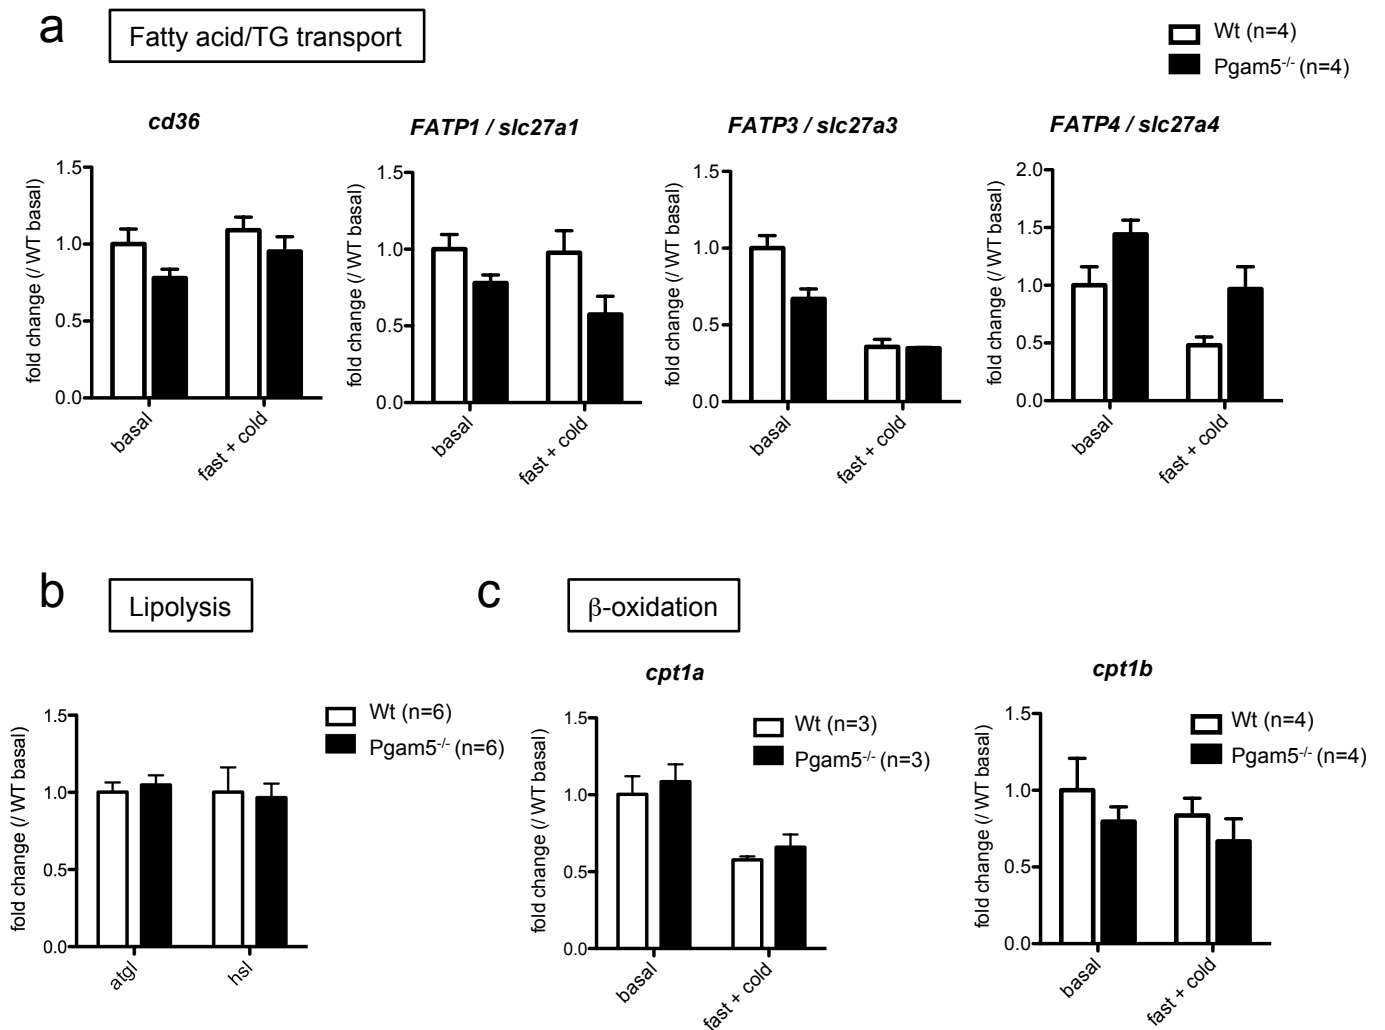 a
Fatty acid/TG transport
Wt (n=4)
Pgam5-/- (n=4)
cd36
fold change (/ WT basal)
1.5
1.0
0.5
0.0
basal
fast + cold
FATP1 / slc27a1
fold change (/ WT basal)
1.5
1.0
0.5
0.0
basal
fast + cold
FATP3 / slc27a3
fold change (/ WT basal)
1.5
1.0
0.5
0.0
basal
fast + cold
FATP4 / slc27a4
fold change (/ WT basal)
2.0
1.5
1.0
0.5
0.0
basal
fast + cold
b
Lipolysis
Wt (n=6)
Pgam5-/- (n=6)
fold change (/ WT basal)
1.5
1.0
0.5
0.0
atgl
hsl
c
β-oxidation
cpt1a
Wt (n=3)
Pgam5-/- (n=3)
fold change (/ WT basal)
1.5
1.0
0.5
0.0
basal
fast + cold
cpt1b
Wt (n=4)
Pgam5-/- (n=4)
fold change (/ WT basal)
1.5
1.0
0.5
0.0
basal
fast + cold